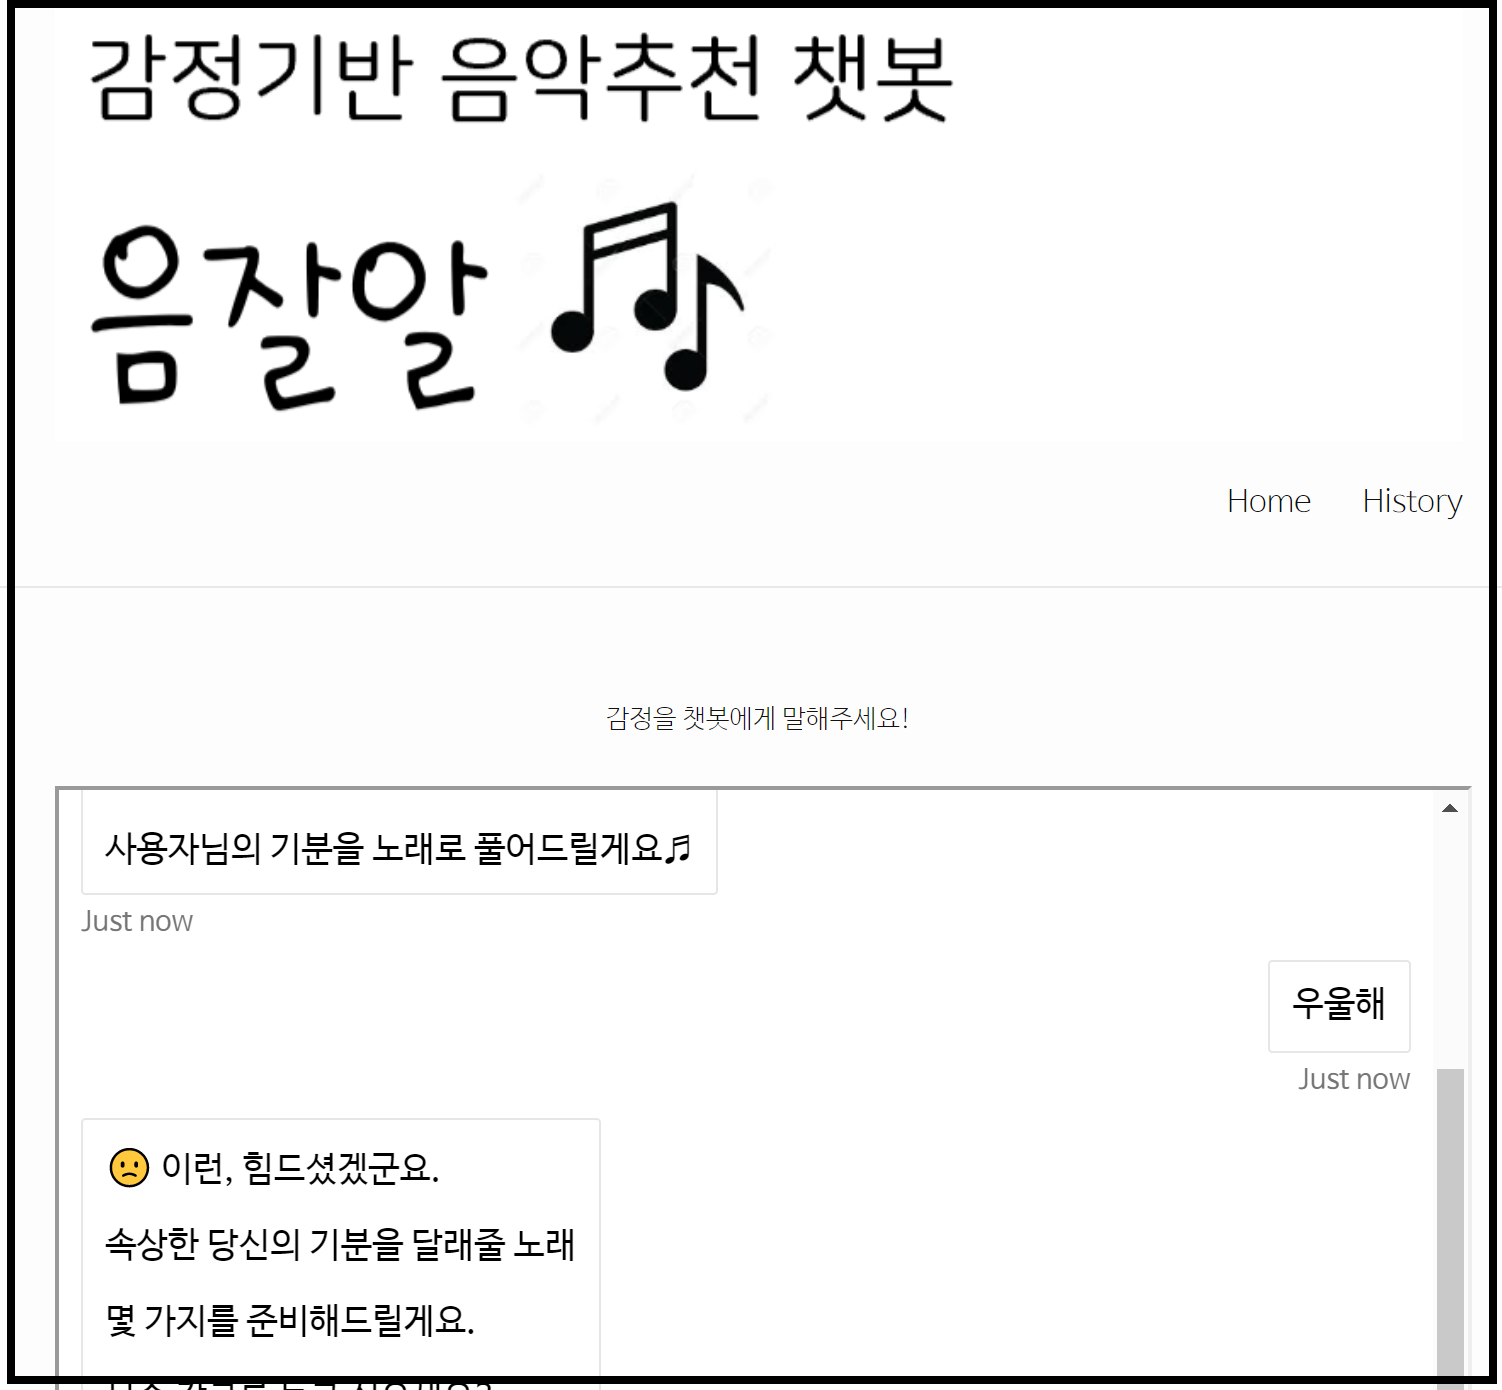 감정기반 음악추천 챗봇
음잘알
Home History
감정을 챗봇에게 말해주세요!
사용자님의 기분을 노래로 풀어드릴게요♬
Just now
우울해
Just now
🙁 이런, 힘드셨겠군요.
속상한 당신의 기분을 달래줄 노래
몇 가지를 준비해드릴게요.